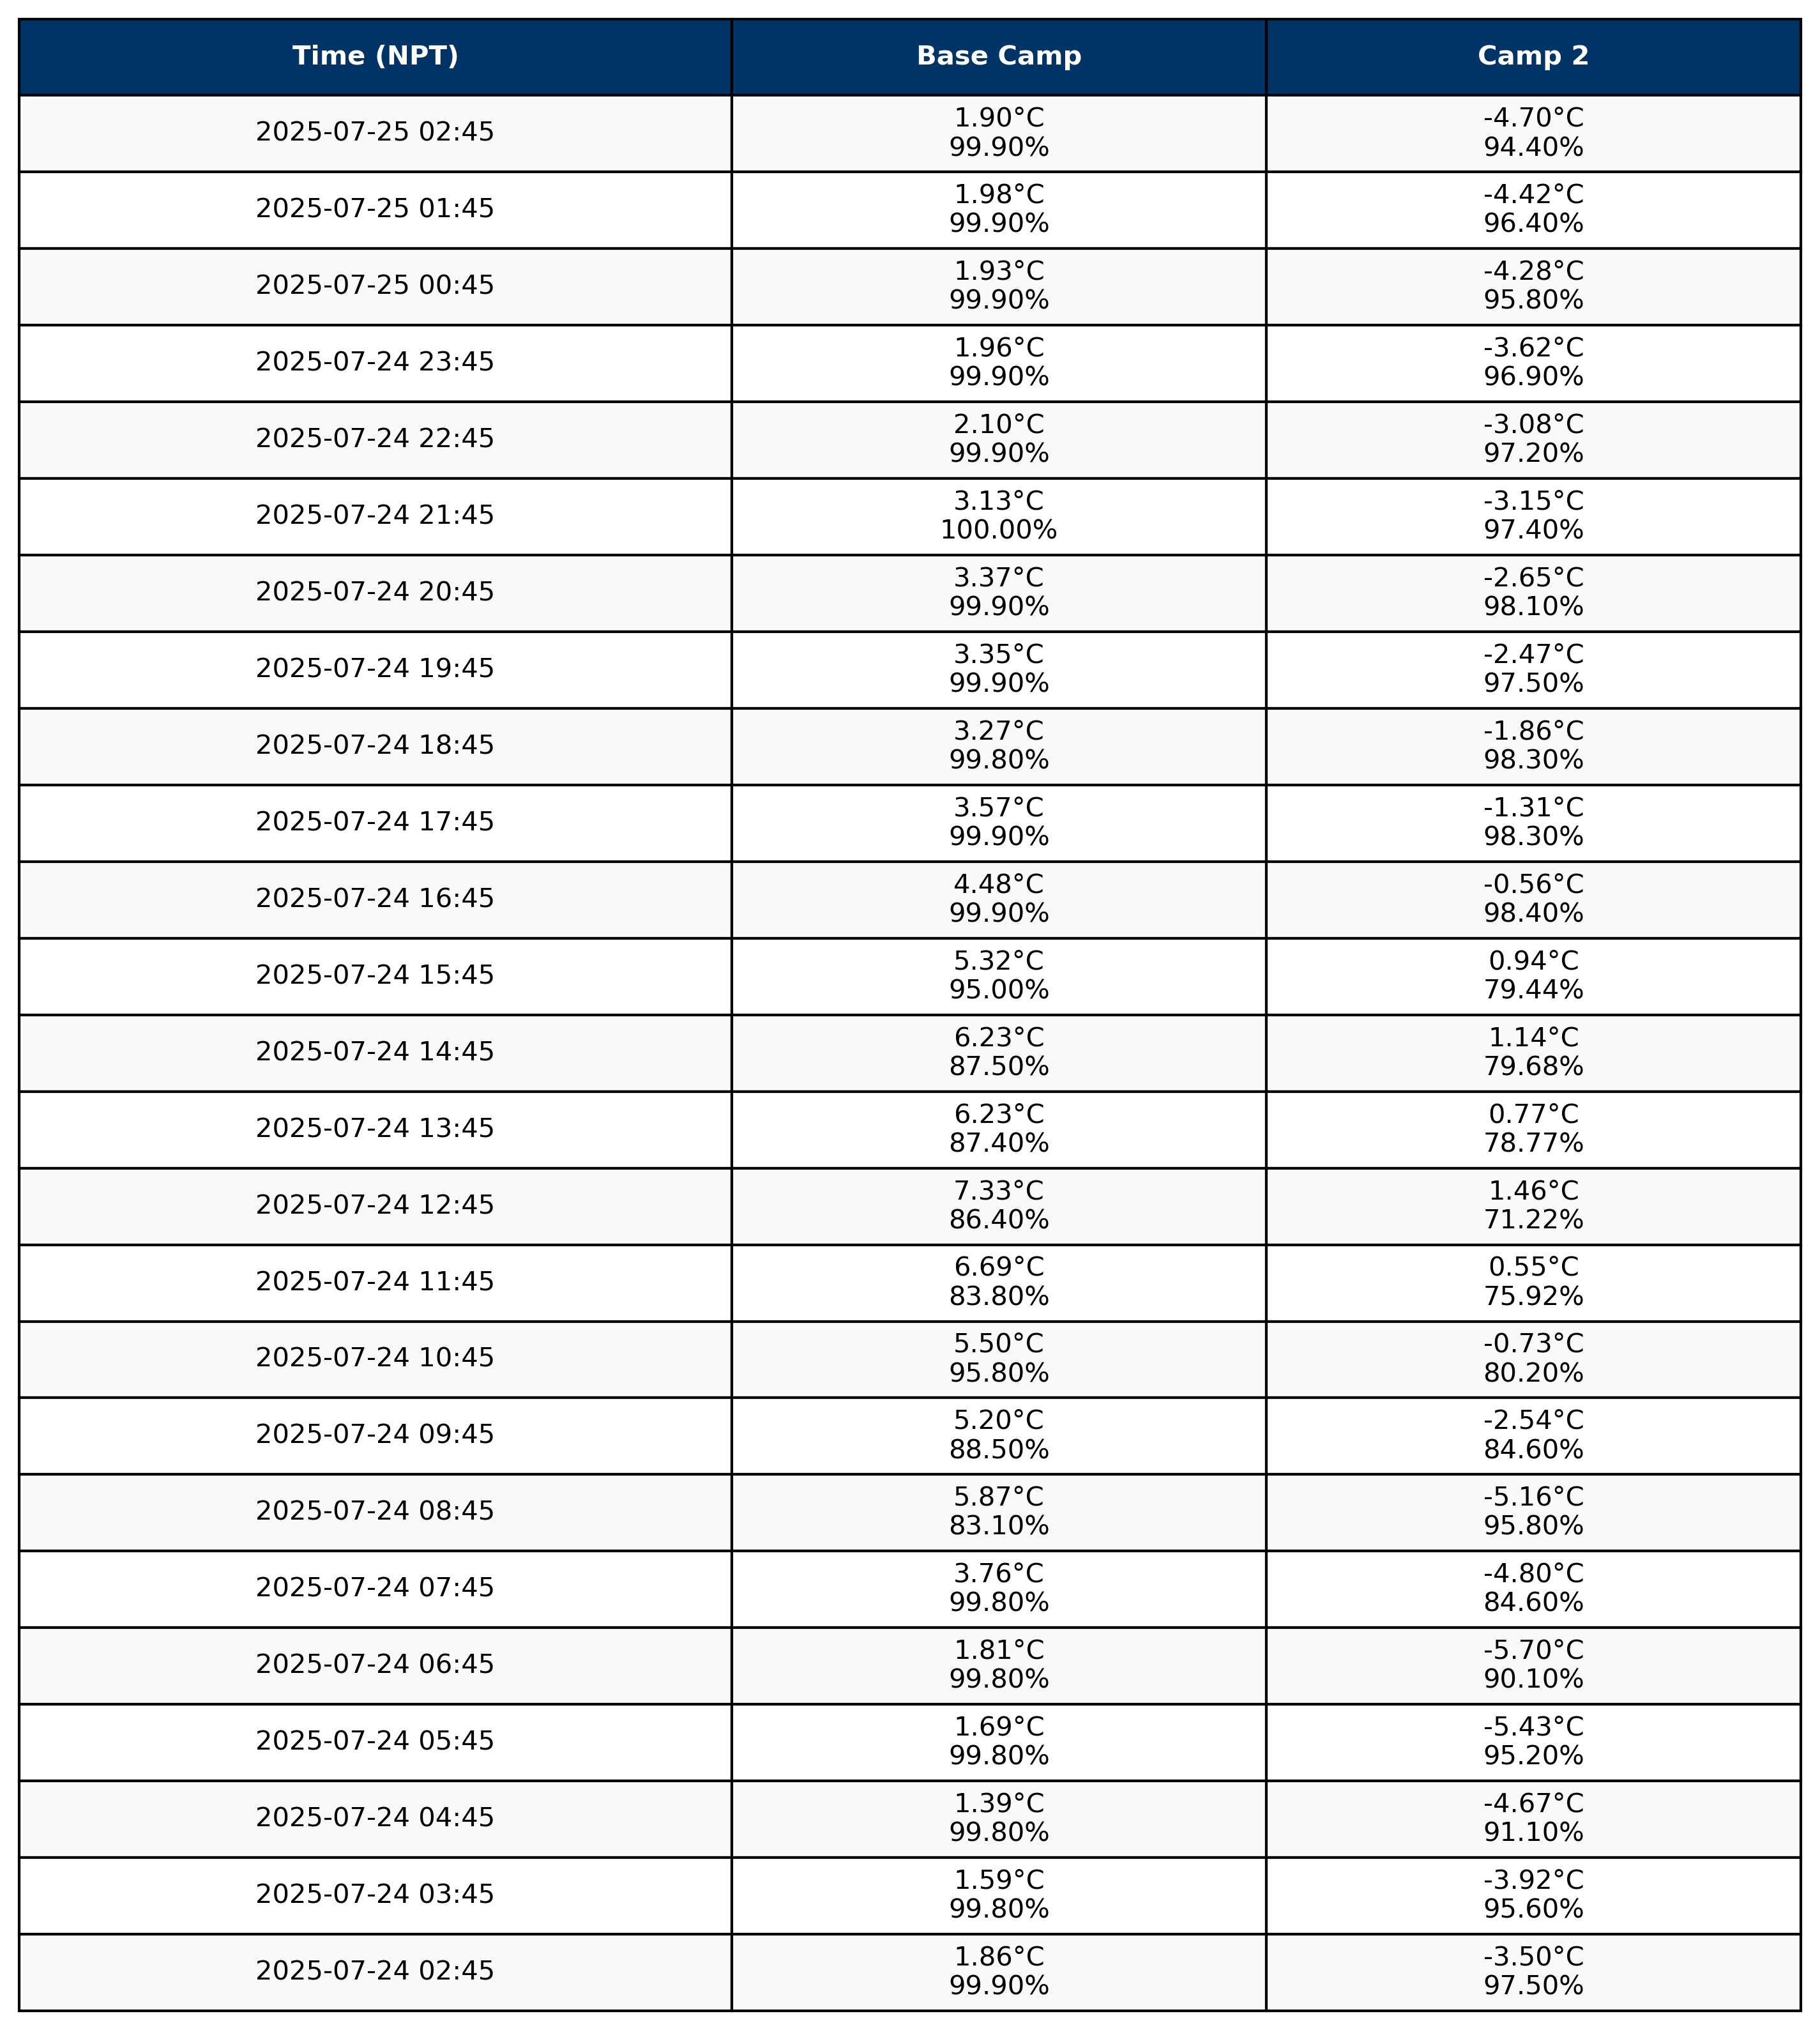 Time (NPT) Base Camp Camp 2
2025-07-25 02:45 1.90°C -4.70°C
99.90% 94.40%
2025-07-25 01:45 1.98°C -4.42°C
99.90% 96.40%
2025-07-25 00:45 1.93°C -4.28°C
99.90% 95.80%
2025-07-24 23:45 1.96°C -3.62°C
99.90% 96.90%
2025-07-24 22:45 2.10°C -3.08°C
99.90% 97.20%
2025-07-24 21:45 3.13°C -3.15°C
100.00% 97.40%
2025-07-24 20:45 3.37°C -2.65°C
99.90% 98.10%
2025-07-24 19:45 3.35°C -2.47°C
99.90% 97.50%
2025-07-24 18:45 3.27°C -1.86°C
99.80% 98.30%
2025-07-24 17:45 3.57°C -1.31°C
99.90% 98.30%
2025-07-24 16:45 4.48°C -0.56°C
99.90% 98.40%
2025-07-24 15:45 5.32°C 0.94°C
95.00% 79.44%
2025-07-24 14:45 6.23°C 1.14°C
87.50% 79.68%
2025-07-24 13:45 6.23°C 0.77°C
87.40% 78.77%
2025-07-24 12:45 7.33°C 1.46°C
86.40% 71.22%
2025-07-24 11:45 6.69°C 0.55°C
83.80% 75.92%
2025-07-24 10:45 5.50°C -0.73°C
95.80% 80.20%
2025-07-24 09:45 5.20°C -2.54°C
88.50% 84.60%
2025-07-24 08:45 5.87°C -5.16°C
83.10% 95.80%
2025-07-24 07:45 3.76°C -4.80°C
99.80% 84.60%
2025-07-24 06:45 1.81°C -5.70°C
99.80% 90.10%
2025-07-24 05:45 1.69°C -5.43°C
99.80% 95.20%
2025-07-24 04:45 1.39°C -4.67°C
99.80% 91.10%
2025-07-24 03:45 1.59°C -3.92°C
99.80% 95.60%
2025-07-24 02:45 1.86°C -3.50°C
99.90% 97.50%